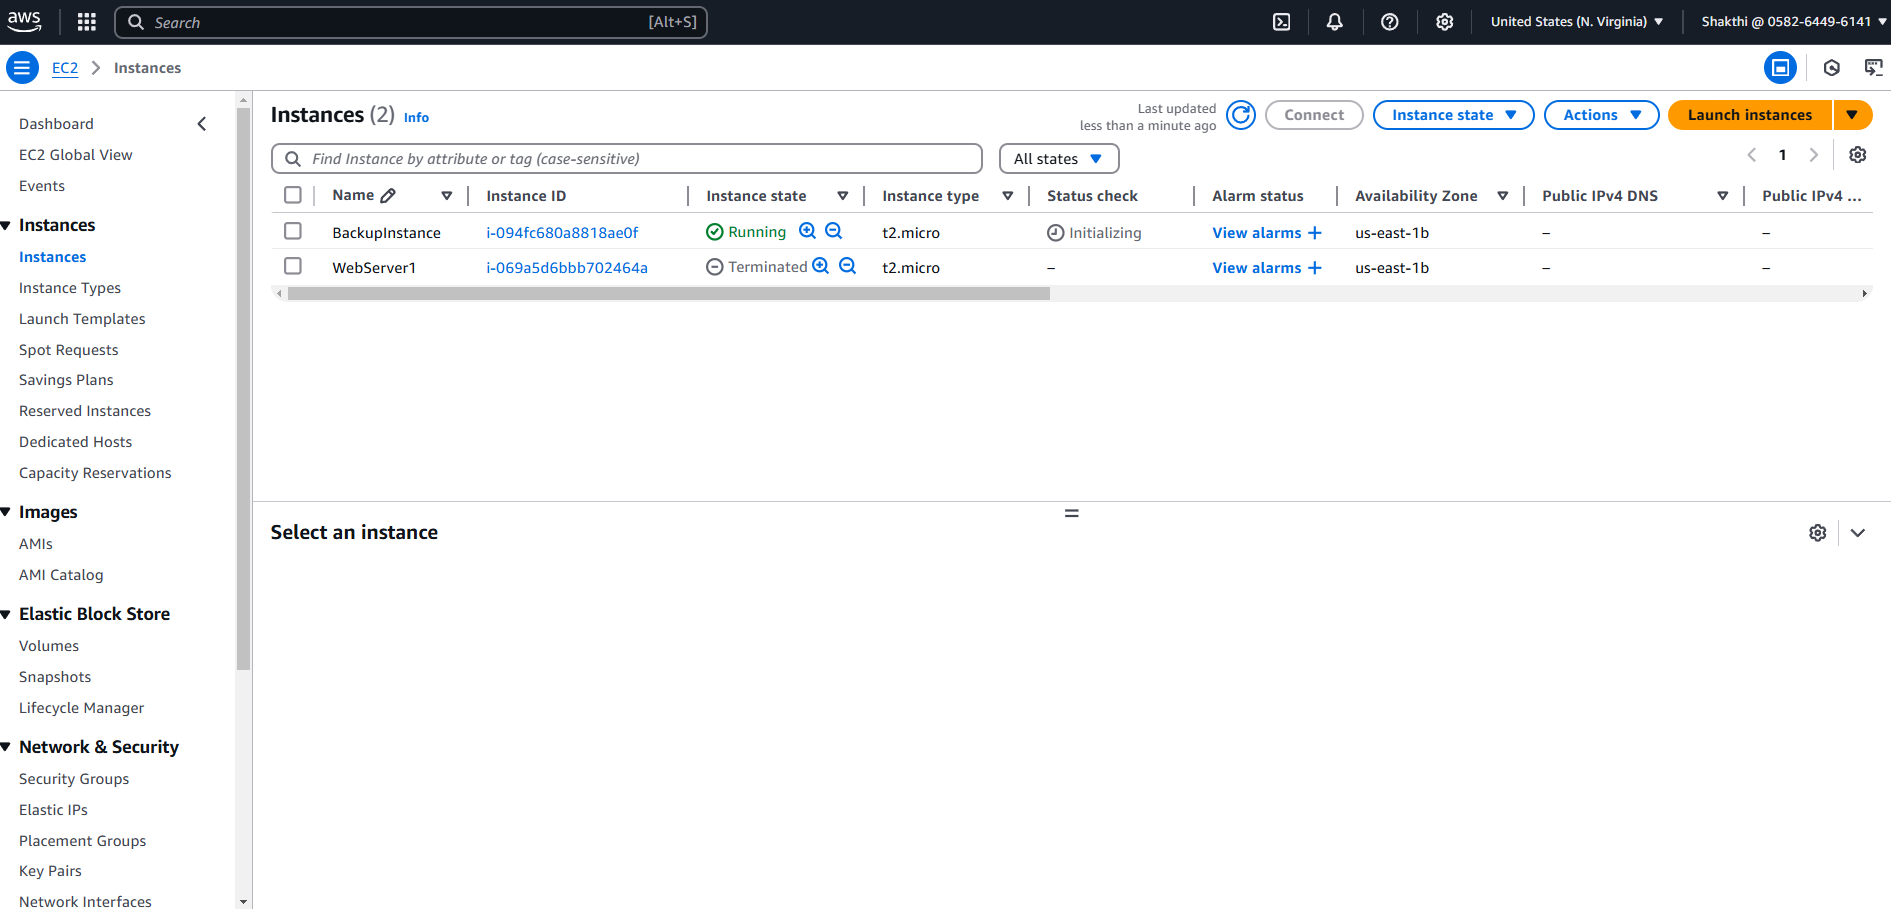 aws
Search [Alt+S]
United States (N. Virginia)
Shakthi @ 0582-6449-6141
EC2 Instances
Dashboard
EC2 Global View
Events
Instances
Instances
Instance Types
Launch Templates
Spot Requests
Savings Plans
Reserved Instances
Dedicated Hosts
Capacity Reservations
Images
AMIs
AMI Catalog
Elastic Block Store
Volumes
Snapshots
Lifecycle Manager
Network & Security
Security Groups
Elastic IPs
Placement Groups
Key Pairs
Network Interfaces
Instances (2) Info
Last updated
less than a minute ago
Connect
Instance state
Actions
Launch instances
Find Instance by attribute or tag (case-sensitive)
All states
1
Name Instance ID Instance state Instance type Status check Alarm status Availability Zone Public IPv4 DNS Public IPv4 ...
BackupInstance i-094fc680a8818ae0f Running t2.micro Initializing View alarms + us-east-1b – –
WebServer1 i-069a5d6bbb702464a Terminated t2.micro – View alarms + us-east-1b – –
Select an instance